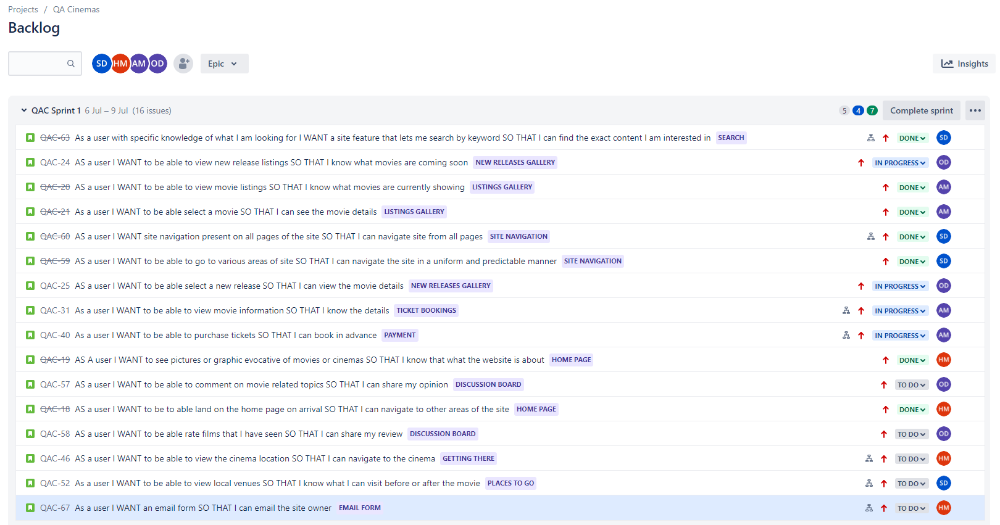 Projects / QA Cinemas
Backlog
SD HM AM OD Epic Insights
QAC Sprint 1 6 Jul – 9 Jul (16 issues) 5 4 7 Complete sprint
QAC-63 As a user with specific knowledge of what I am looking for I WANT a site feature that lets me search by keyword SO THAT I can find the exact content I am interested in SEARCH DONE SD
QAC-24 AS a user I WANT to be able to view new release listings SO THAT I know what movies are coming soon NEW RELEASES GALLERY IN PROGRESS OD
QAC-20 AS a user I WANT to be able to view movie listings SO THAT I know what movies are currently showing LISTINGS GALLERY DONE AM
QAC-21 As a user I WANT to be able select a movie SO THAT I can see the movie details LISTINGS GALLERY DONE AM
QAC-60 AS a user I WANT site navigation present on all pages of the site SO THAT I can navigate site from all pages SITE NAVIGATION DONE SD
QAC-59 AS a user I WANT to be able to go to various areas of site SO THAT I can navigate the site in a uniform and predictable manner SITE NAVIGATION DONE SD
QAC-25 AS a user I WANT to be able select a new release SO THAT I can view the movie details NEW RELEASES GALLERY IN PROGRESS OD
QAC-31 As a user I WANT to be able to view movie information SO THAT I know the details TICKET BOOKINGS IN PROGRESS AM
QAC-40 As a user I WANT to be able to purchase tickets SO THAT I can book in advance PAYMENT IN PROGRESS AM
QAC-19 AS A user I WANT to see pictures or graphic evocative of movies or cinemas SO THAT I know that what the website is about HOME PAGE DONE HM
QAC-57 AS a user I WANT to be able to comment on movie related topics SO THAT I can share my opinion DISCUSSION BOARD TO DO OD
QAC-18 AS a user I WANT to be to able land on the home page on arrival SO THAT I can navigate to other areas of the site HOME PAGE DONE HM
QAC-58 AS a user I WANT to be able rate films that I have seen SO THAT I can share my review DISCUSSION BOARD TO DO OD
QAC-46 AS a user I WANT to be able to view the cinema location SO THAT I can navigate to the cinema GETTING THERE TO DO HM
QAC-52 As a user I WANT to be able to view local venues SO THAT I know what I can visit before or after the movie PLACES TO GO TO DO SD
QAC-67 As a user I WANT an email form SO THAT I can email the site owner EMAIL FORM TO DO HM